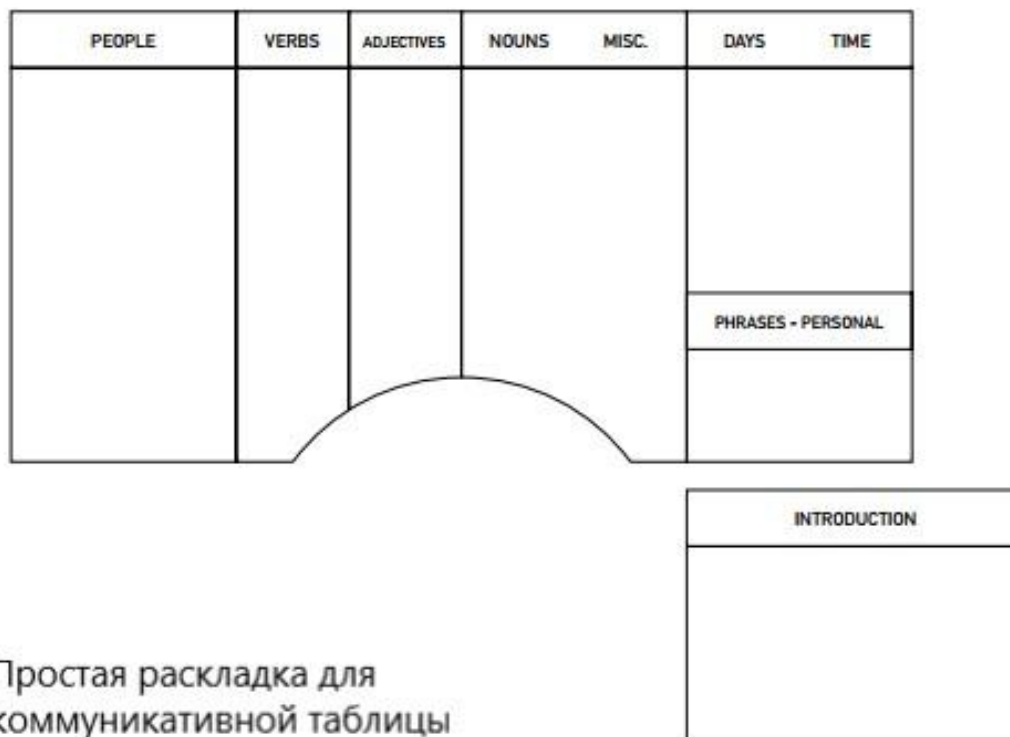 PEOPLE VERBS ADJECTIVES NOUNS MISC. DAYS TIME
PHRASES - PERSONAL
INTRODUCTION
Простая раскладка для
коммуникативной таблицы